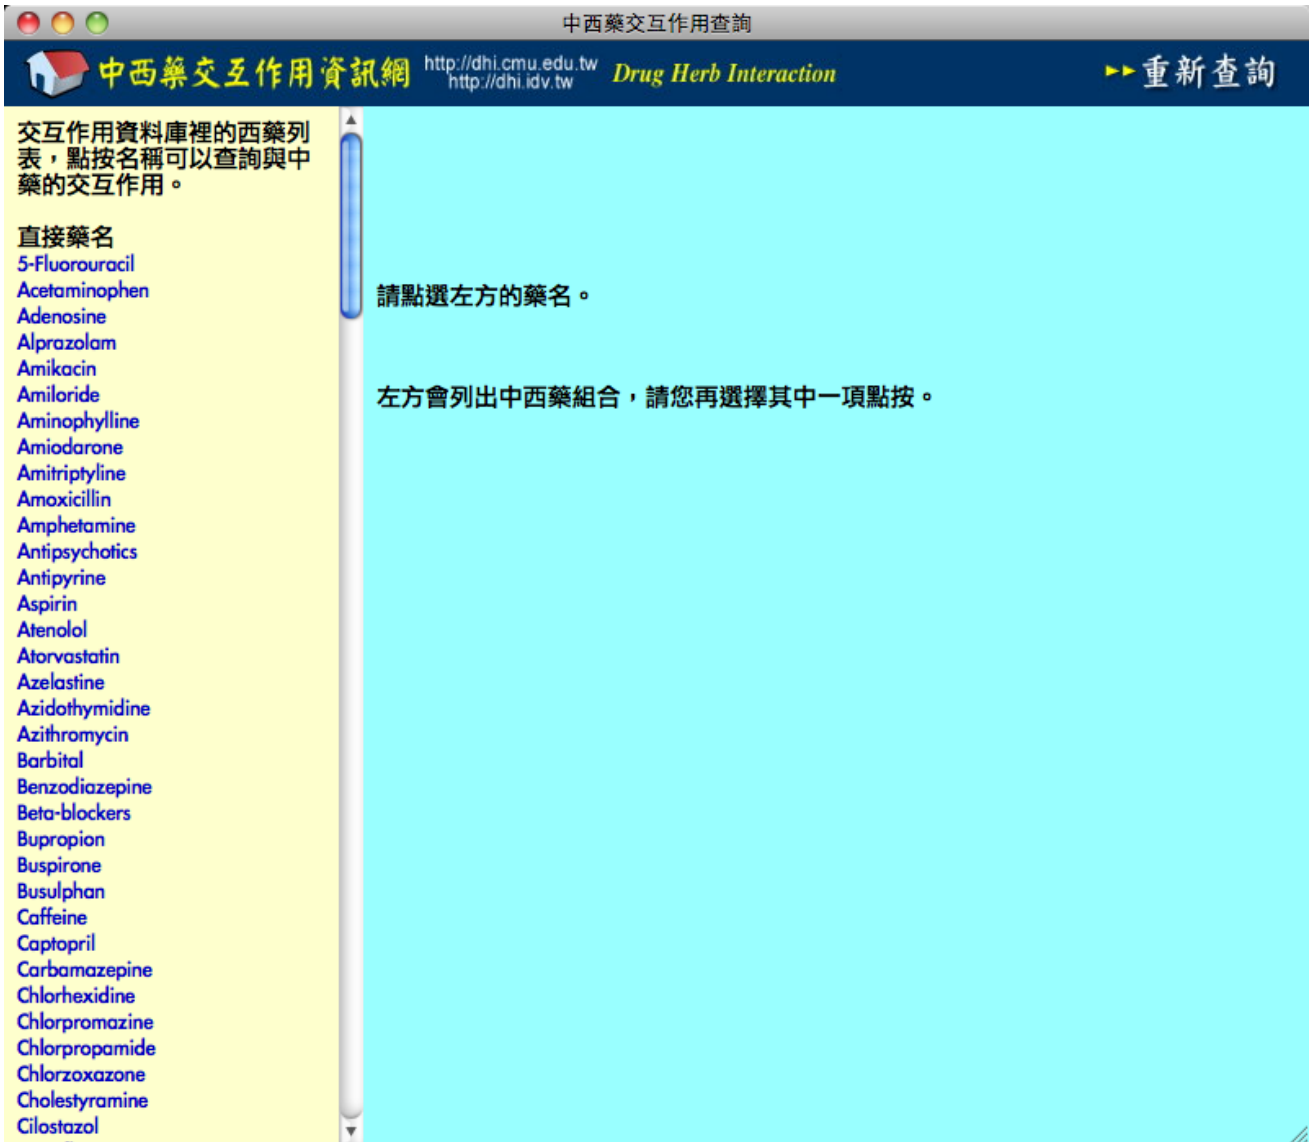 中西藥交互作用查詢
中西藥交互作用資訊網 http://dhi.cmu.edu.tw http://dhi.idv.tw Drug Herb Interaction ►►重新查詢
交互作用資料庫裡的西藥列
表，點按名稱可以查詢與中
藥的交互作用。
直接藥名
5-Fluorouracil
Acetaminophen
Adenosine
Alprazolam
Amikacin
Amiloride
Aminophylline
Amiodarone
Amitriptyline
Amoxicillin
Amphetamine
Antipsychotics
Antipyrine
Aspirin
Atenolol
Atorvastatin
Azelastine
Azidothymidine
Azithromycin
Barbital
Benzodiazepine
Beta-blockers
Bupropion
Buspirone
Busulphan
Caffeine
Captopril
Carbamazepine
Chlorhexidine
Chlorpromazine
Chlorpropamide
Chlorzoxazone
Cholestyramine
Cilostazol
請點選左方的藥名。
左方會列出中西藥組合，請您再選擇其中一項點按。